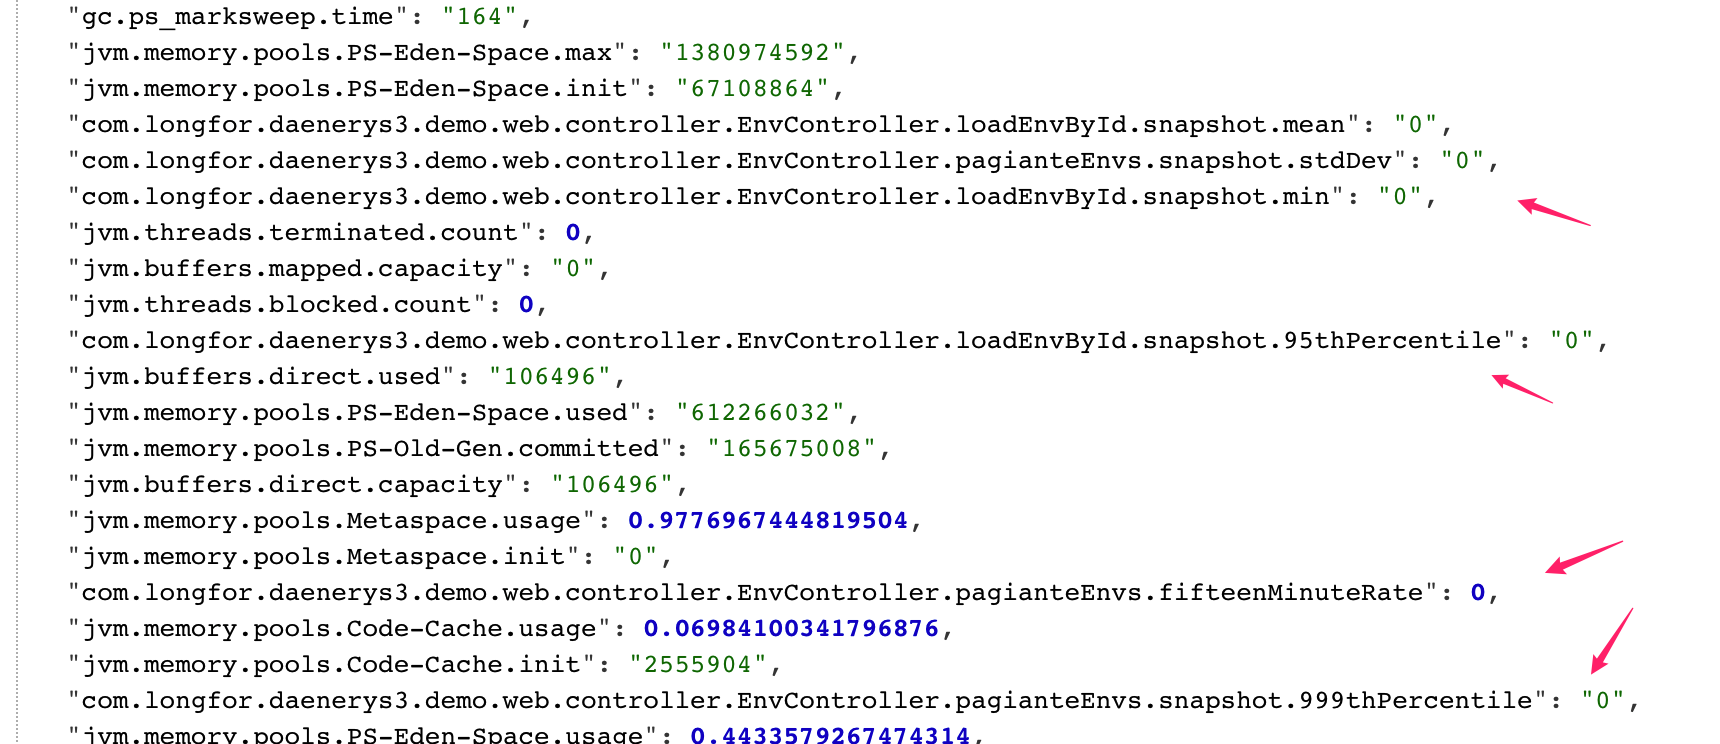 "gc.ps_marksweep.time": "164",
"jvm.memory.pools.PS-Eden-Space.max": "1380974592",
"jvm.memory.pools.PS-Eden-Space.init": "67108864",
"com.longfor.daenerys3.demo.web.controller.EnvController.loadEnvById.snapshot.mean": "0",
"com.longfor.daenerys3.demo.web.controller.EnvController.pagianteEnvs.snapshot.stdDev": "0",
"com.longfor.daenerys3.demo.web.controller.EnvController.loadEnvById.snapshot.min": "0",
"jvm.threads.terminated.count": 0,
"jvm.buffers.mapped.capacity": "0",
"jvm.threads.blocked.count": 0,
"com.longfor.daenerys3.demo.web.controller.EnvController.loadEnvById.snapshot.95thPercentile": "0",
"jvm.buffers.direct.used": "106496",
"jvm.memory.pools.PS-Eden-Space.used": "612266032",
"jvm.memory.pools.PS-Old-Gen.committed": "165675008",
"jvm.buffers.direct.capacity": "106496",
"jvm.memory.pools.Metaspace.usage": 0.9776967444819504,
"jvm.memory.pools.Metaspace.init": "0",
"com.longfor.daenerys3.demo.web.controller.EnvController.pagianteEnvs.fifteenMinuteRate": 0,
"jvm.memory.pools.Code-Cache.usage": 0.06984100341796876,
"jvm.memory.pools.Code-Cache.init": "2555904",
"com.longfor.daenerys3.demo.web.controller.EnvController.pagianteEnvs.snapshot.999thPercentile": "0",
"jvm.memory.pools.PS-Eden-Space.usage": 0.4433579267474314,